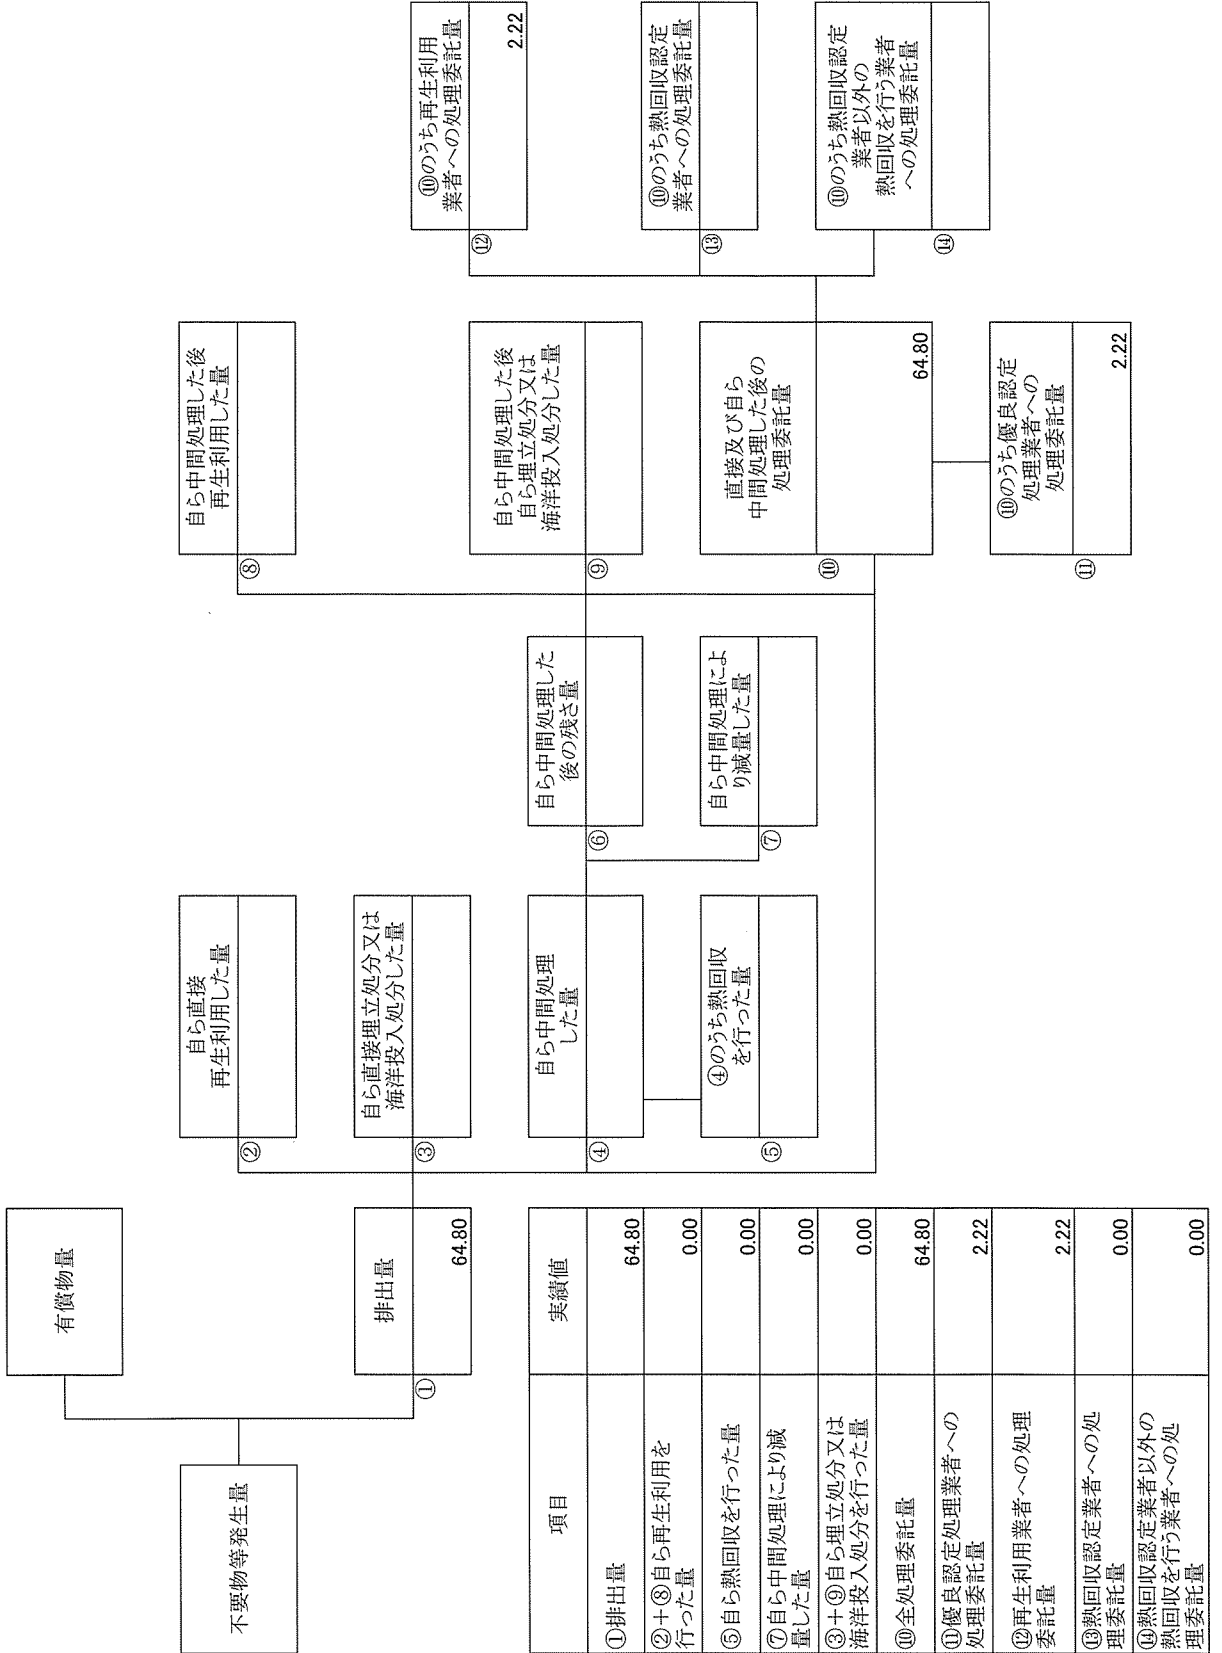 有償物量
不要物等発生量
①
排出量
64.80
②
自ら直接
再生利用した量
③
自ら直接埋立処分又は
海洋投入処分した量
④
自ら中間処理
した量
⑤
④のうち熱回収
を行った量
⑥
自ら中間処理した
後の残さ量
⑦
自ら中間処理によ
り減量した量
⑧
自ら中間処理した後
再生利用した量
⑨
自ら中間処理した後
自ら埋立処分又は
海洋投入処分した量
⑩
直接及び自ら
中間処理した後の
処理委託量
64.80
⑪
⑩のうち優良認定
処理業者への
処理委託量
2.22
⑫
⑩のうち再生利用
業者への処理委託量
2.22
⑬
⑩のうち熱回収認定
業者への処理委託量
⑭
⑩のうち熱回収認定
業者以外の
熱回収を行う業者
への処理委託量
項目 実績値
①排出量 64.80
②+⑧自ら再生利用を
行った量 0.00
⑤自ら熱回収を行った量 0.00
⑦自ら中間処理により減
量した量 0.00
③+⑨自ら埋立処分又は
海洋投入処分を行った量 0.00
⑩全処理委託量 64.80
⑪優良認定処理業者への
処理委託量 2.22
⑫再生利用業者への処理
委託量 2.22
⑬熱回収認定業者への処
理委託量 0.00
⑭熱回収認定業者以外の
熱回収を行う業者への処
理委託量 0.00